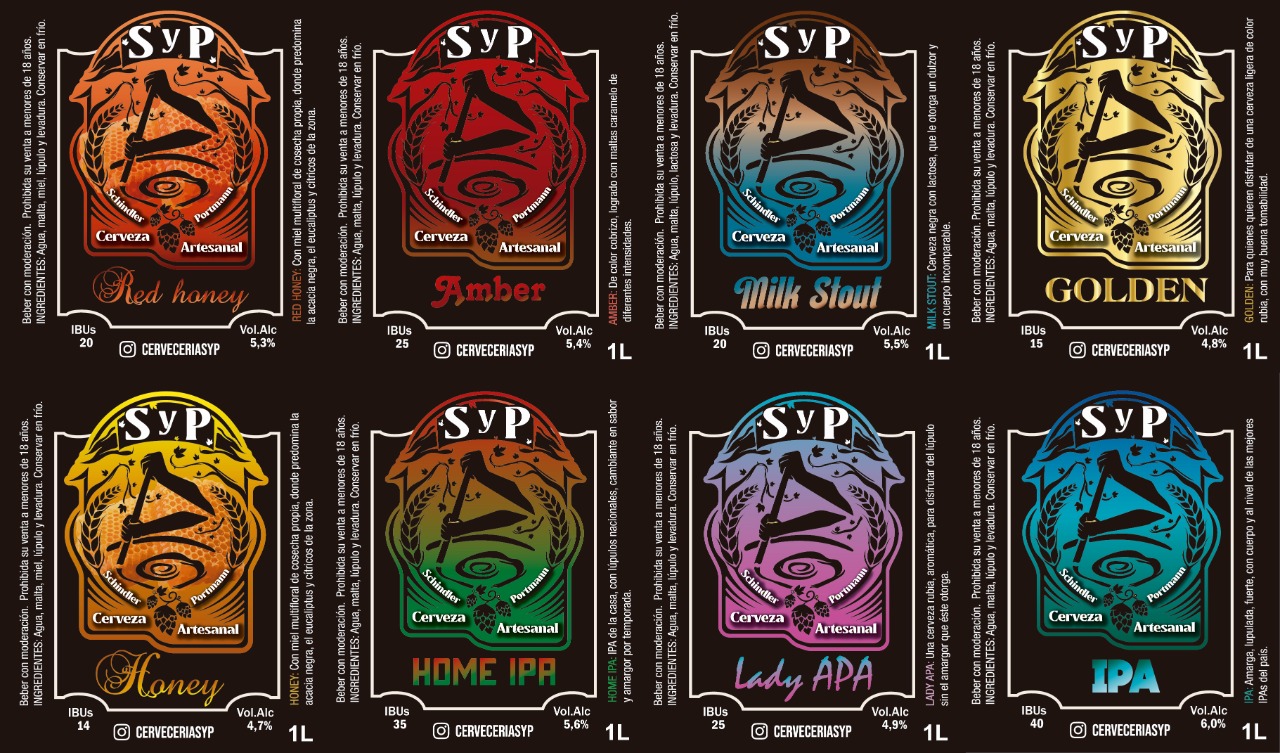 Beber con moderación. Prohibida su venta a menores de 18 años.
INGREDIENTES: Agua, malta, miel, lúpulo y levadura. Conservar en frío.
SyP
Schindler
Portmann
Cerveza
Artesanal
Red honey
IBUs
20
Vol.Alc
5,3%
CERVECERIASYP
RED HONEY: Con miel multifloral de cosecha propia, donde predomina
la acacia negra, el eucaliptus y cítricos de la zona.
Beber con moderación. Prohibida su venta a menores de 18 años.
INGREDIENTES: Agua, malta, lúpulo y levadura. Conservar en frío.
SyP
Schindler
Portmann
Cerveza
Artesanal
Amber
IBUs
25
Vol.Alc
5,4%
CERVECERIASYP
1L
AMBER: De color cobrizo, logrado con maltas caramelo de
diferentes intensidades.
Beber con moderación. Prohibida su venta a menores de 18 años.
INGREDIENTES: Agua, malta, lúpulo, lactosa y levadura. Conservar en frío.
SyP
Schindler
Portmann
Cerveza
Artesanal
Milk Stout
IBUs
20
Vol.Alc
5,5%
CERVECERIASYP
1L
MILK STOUT: Cerveza negra con lactosa, que le otorga un dulzor y
un cuerpo incomparable.
Beber con moderación. Prohibida su venta a menores de 18 años.
INGREDIENTES: Agua, malta, lúpulo y levadura. Conservar en frío.
SyP
Schindler
Portmann
Cerveza
Artesanal
GOLDEN
IBUs
15
Vol.Alc
4,8%
CERVECERIASYP
1L
GOLDEN: Para quienes quieren disfrutar de una cerveza ligera de color
rubia, con muy buena tomabilidad.
Beber con moderación. Prohibida su venta a menores de 18 años.
INGREDIENTES: Agua, malta, miel, lúpulo y levadura. Conservar en frío.
SyP
Schindler
Portmann
Cerveza
Artesanal
Honey
IBUs
14
Vol.Alc
4,7%
CERVECERIASYP
1L
HONEY: Con miel multifloral de cosecha propia, donde predomina la
acacia negra, el eucaliptus y cítricos de la zona.
Beber con moderación. Prohibida su venta a menores de 18 años.
INGREDIENTES: Agua, malta, lúpulo y levadura. Conservar en frío.
SyP
Schindler
Portmann
Cerveza
Artesanal
HOME IPA
IBUs
35
Vol.Alc
5,6%
CERVECERIASYP
1L
HOME IPA: IPA de la casa, con lúpulos nacionales, cambiante en sabor
y amargor por temporada.
Beber con moderación. Prohibida su venta a menores de 18 años.
INGREDIENTES: Agua, malta, lúpulo y levadura. Conservar en frío.
SyP
Schindler
Portmann
Cerveza
Artesanal
Lady APA
IBUs
25
Vol.Alc
4,9%
CERVECERIASYP
1L
LADY APA: Una cerveza rubia, aromática, para disfrutar del lúpulo
sin el amargor que éste otorga.
Beber con moderación. Prohibida su venta a menores de 18 años.
INGREDIENTES: Agua, malta, lúpulo y levadura. Conservar en frío.
SyP
Schindler
Portmann
Cerveza
Artesanal
IPA
IBUs
40
Vol.Alc
6,0%
CERVECERIASYP
1L
IPA: Amarga, lupulada, fuerte, con cuerpo y al nivel de las mejores
IPAs del país.